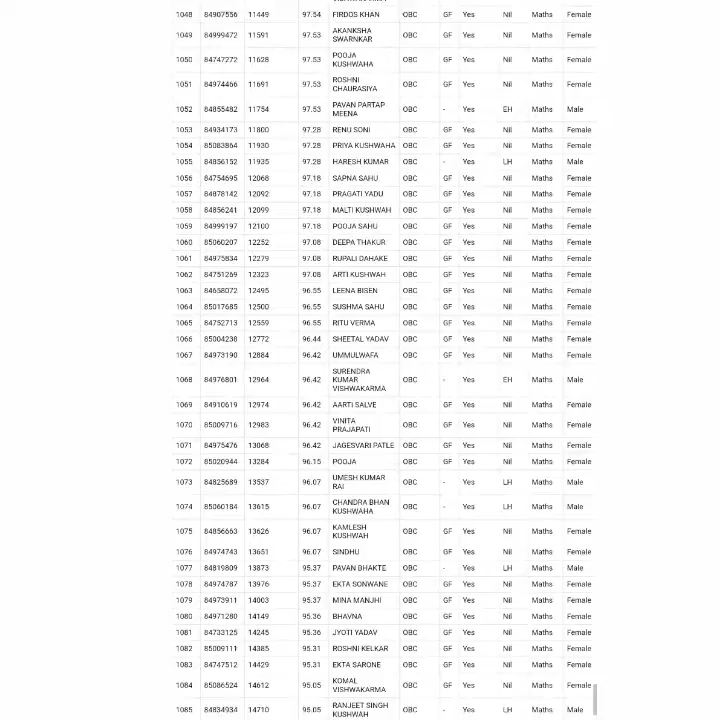 1048 84907556 11449 97.54 FIRDOS KHAN OBC GF Yes Nil Maths Female
1049 84999472 11591 97.53 AKANKSHA SWARNKAR OBC GF Yes Nil Maths Female
1050 84747272 11628 97.53 POOJA KUSHWAHA OBC GF Yes Nil Maths Female
1051 84974466 11691 97.53 ROSHNI CHAURASIYA OBC GF Yes Nil Maths Female
1052 84855482 11754 97.53 PAVAN PARTAP MEENA OBC - Yes EH Maths Male
1053 84934173 11800 97.28 RENU SONI OBC GF Yes Nil Maths Female
1054 85083864 11930 97.28 PRIYA KUSHWAHA OBC GF Yes Nil Maths Female
1055 84856152 11935 97.28 HARESH KUMAR OBC - Yes LH Maths Male
1056 84754695 12068 97.18 SAPNA SAHU OBC GF Yes Nil Maths Female
1057 84878142 12092 97.18 PRAGATI YADU OBC GF Yes Nil Maths Female
1058 84856241 12099 97.18 MALTI KUSHWAH OBC GF Yes Nil Maths Female
1059 84999197 12100 97.18 POOJA SAHU OBC GF Yes Nil Maths Female
1060 85060207 12252 97.08 DEEPA THAKUR OBC GF Yes Nil Maths Female
1061 84975834 12279 97.08 RUPALI DAHAKE OBC GF Yes Nil Maths Female
1062 84751269 12323 97.08 ARTI KUSHWAH OBC GF Yes Nil Maths Female
1063 84658072 12495 96.55 LEENA BISEN OBC GF Yes Nil Maths Female
1064 85017685 12500 96.55 SUSHMA SAHU OBC GF Yes Nil Maths Female
1065 84752713 12559 96.55 RITU VERMA OBC GF Yes Nil Maths Female
1066 85004238 12772 96.44 SHEETAL YADAV OBC GF Yes Nil Maths Female
1067 84973190 12884 96.42 UMMULWAFA OBC GF Yes Nil Maths Female
1068 84976801 12964 96.42 SURENDRA KUMAR VISHWAKARMA OBC - Yes EH Maths Male
1069 84910619 12974 96.42 AARTI SALVE OBC GF Yes Nil Maths Female
1070 85009716 12983 96.42 VINITA PRAJAPATI OBC GF Yes Nil Maths Female
1071 84975476 13068 96.42 JAGESVARI PATLE OBC GF Yes Nil Maths Female
1072 85020944 13284 96.15 POOJA OBC GF Yes Nil Maths Female
1073 84825689 13537 96.07 UMESH KUMAR RAI OBC - Yes LH Maths Male
1074 85060184 13615 96.07 CHANDRA BHAN KUSHWAHA OBC - Yes LH Maths Male
1075 84856663 13626 96.07 KAMLESH KUSHWAH OBC GF Yes Nil Maths Female
1076 84974743 13651 96.07 SINDHU OBC GF Yes Nil Maths Female
1077 84819809 13873 95.37 PAVAN BHAKTE OBC - Yes LH Maths Male
1078 84974787 13976 95.37 EKTA SONWANE OBC GF Yes Nil Maths Female
1079 84973911 14003 95.37 MINA MANJHI OBC GF Yes Nil Maths Female
1080 84971280 14149 95.36 BHAVNA OBC GF Yes Nil Maths Female
1081 84733125 14245 95.36 JYOTI YADAV OBC GF Yes Nil Maths Female
1082 85009111 14385 95.31 ROSHNI KELKAR OBC GF Yes Nil Maths Female
1083 84747512 14429 95.31 EKTA SARONE OBC GF Yes Nil Maths Female
1084 85086524 14612 95.05 KOMAL VISHWAKARMA OBC GF Yes Nil Maths Female
1085 84834934 14710 95.05 RANJEET SINGH KUSHWAH OBC - Yes LH Maths Male